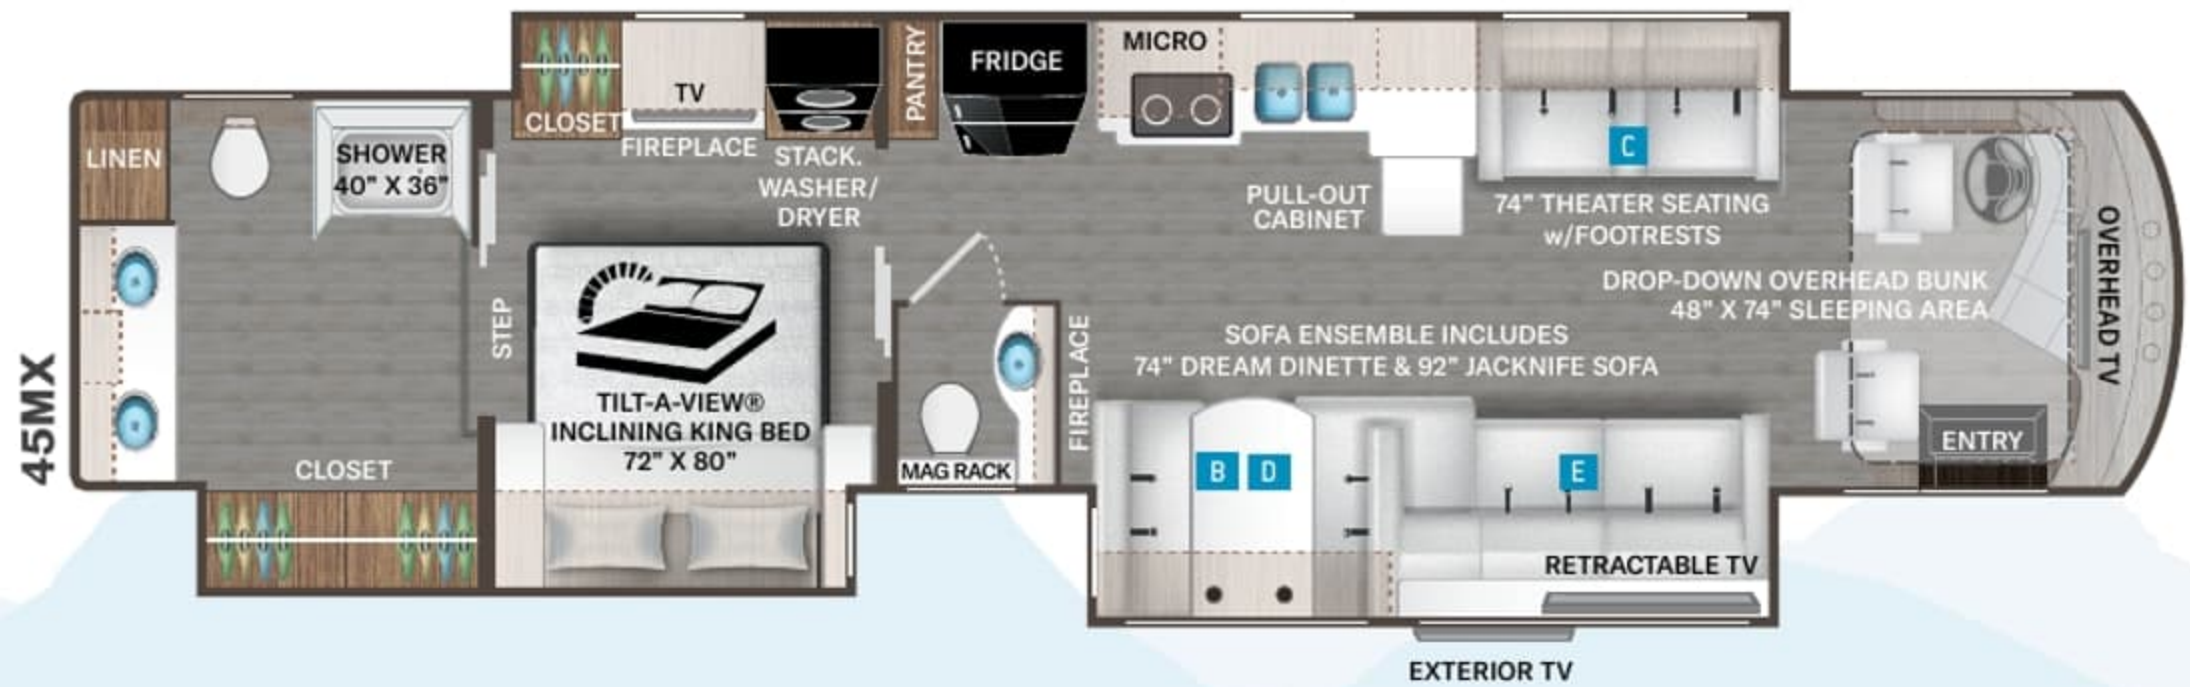 45MX
LINEN
SHOWER
40" X 36"
CLOSET
CLOSET
TV
FIREPLACE
STACK.
WASHER/
DRYER
STEP
TILT-A-VIEW®
INCLINING KING BED
72" X 80"
PANTRY
FRIDGE
MICRO
PULL-OUT
CABINET
C
74" THEATER SEATING
w/FOOTRESTS
DROP-DOWN OVERHEAD BUNK
48" X 74" SLEEPING AREA
OVERHEAD TV
SOFA ENSEMBLE INCLUDES
74" DREAM DINETTE & 92" JACKNIFE SOFA
FIREPLACE
MAG RACK
B D
E
ENTRY
RETRACTABLE TV
EXTERIOR TV